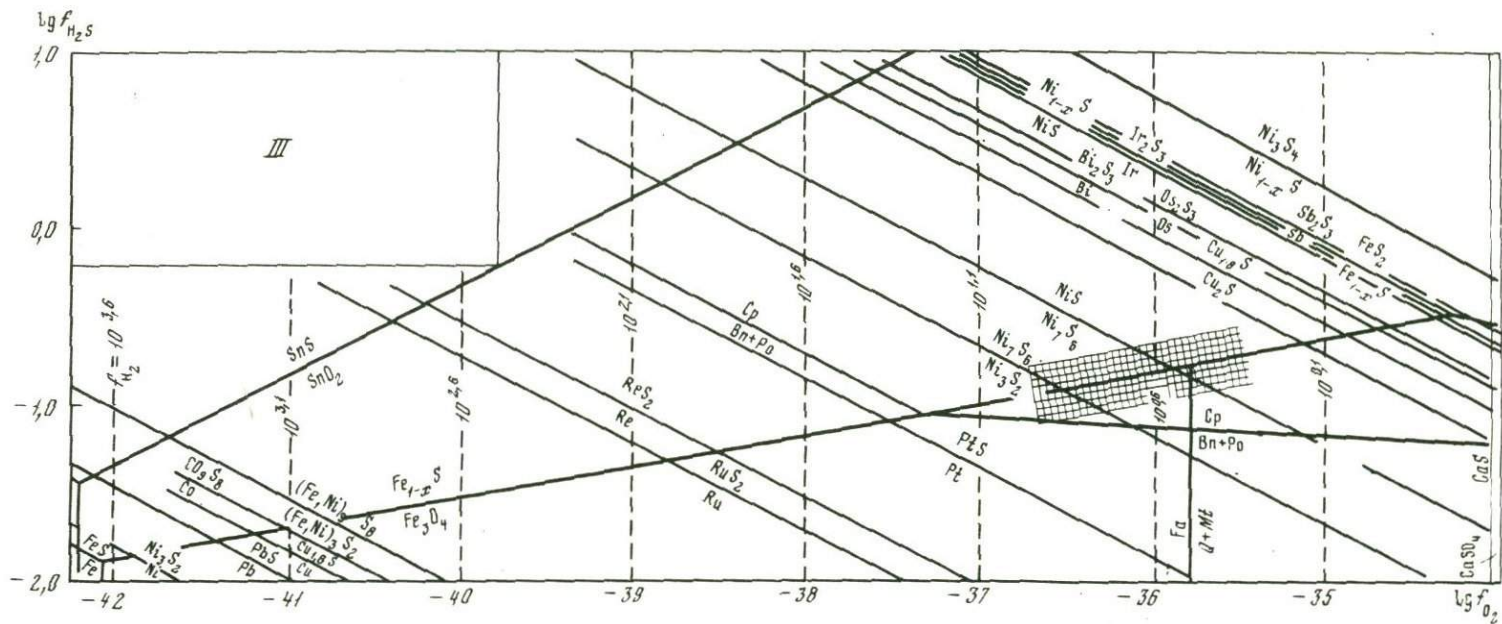 lg f H₂S
1,0
0,0
−1,0
−2,0
III
f H₂ = 10^3,6
10^3,1
10^2,6
10^2,1
10^1,6
10^1,1
10^0,6
10^0,1
SnS
SnO₂
Ni₁₋ₓS
NiS
Ir₂S₃
Ir
Bi₂S₃
Bi
Ni₃S₄
Ni₁₋ₓS
Os₂S₃
Os
Sb₂S₃
Sb
FeS₂
Fe₁₋ₓS
Cu₁,₈S
Cu₂S
NiS
Ni₇S₆
Ni₇S₆
Ni₃S₂
Cp
Bn+Po
ReS₂
Re
RuS₂
Ru
PtS
Pt
Cp
Bn+Po
Fa
Q+Mt
CaS
CaSO₄
Fe₁₋ₓS
Fe₃O₄
(Fe,Ni)₉S₈
(Fe,Ni)₃S₂
Co₉S₈
Co
Cu₁,₈S
Cu
PbS
Pb
Ni₃S₂
Ni
FeS
Fe
−42 −41 −40 −39 −38 −37 −36 −35 lg f O₂